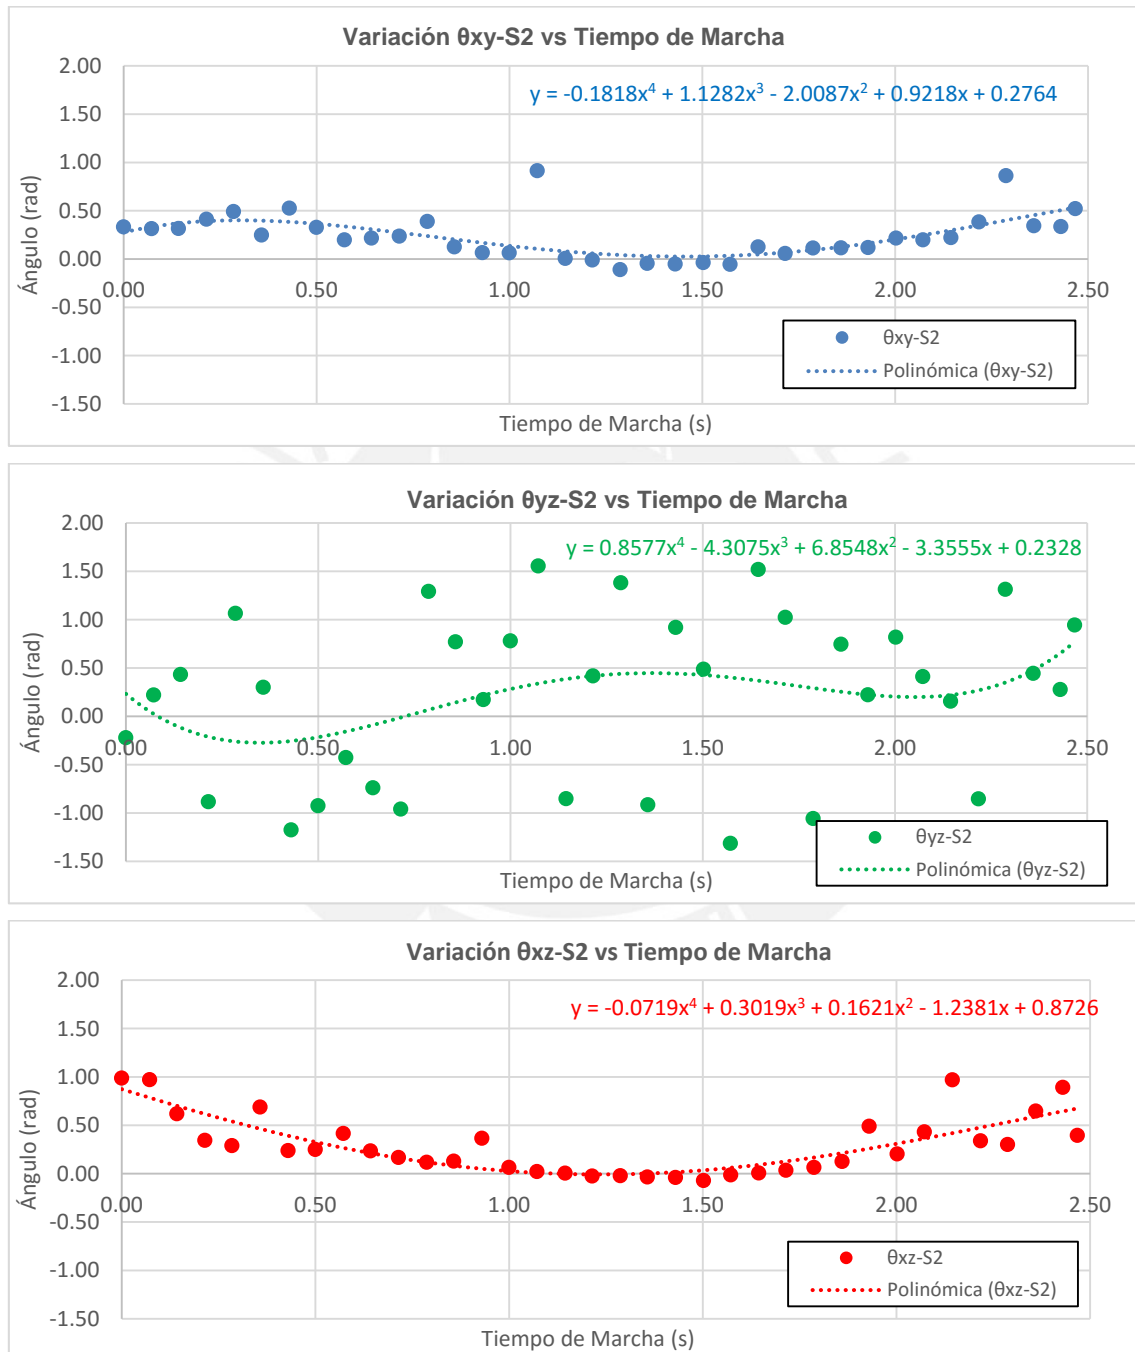 Variación θxy-S2 vs Tiempo de Marcha
2.00
y = -0.1818x⁴ + 1.1282x³ - 2.0087x² + 0.9218x + 0.2764
1.50
1.00
0.50
0.00
-0.50
-1.00
-1.50
Ángulo (rad)
0.00 0.50 1.00 1.50 2.00 2.50
θxy-S2
Polinómica (θxy-S2)
Tiempo de Marcha (s)
Variación θyz-S2 vs Tiempo de Marcha
2.00
y = 0.8577x⁴ - 4.3075x³ + 6.8548x² - 3.3555x + 0.2328
1.50
1.00
0.50
0.00
-0.50
-1.00
-1.50
Ángulo (rad)
0.00 0.50 1.00 1.50 2.00 2.50
θyz-S2
Polinómica (θyz-S2)
Tiempo de Marcha (s)
Variación θxz-S2 vs Tiempo de Marcha
2.00
y = -0.0719x⁴ + 0.3019x³ + 0.1621x² - 1.2381x + 0.8726
1.50
1.00
0.50
0.00
-0.50
-1.00
-1.50
Ángulo (rad)
0.00 0.50 1.00 1.50 2.00 2.50
θxz-S2
Polinómica (θxz-S2)
Tiempo de Marcha (s)